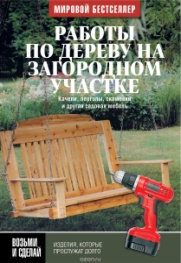 МИРОВОЙ БЕСТСЕЛЛЕР
РАБОТЫ
ПО ДЕРЕВУ НА
ЗАГОРОДНОМ
УЧАСТКЕ
Качели, перголы, скамейки
и другая садовая мебель
ВОЗЬМИ И СДЕЛАЙ
ИЗДЕЛИЯ, КОТОРЫЕ
ПРОСЛУЖАТ ДОЛГО